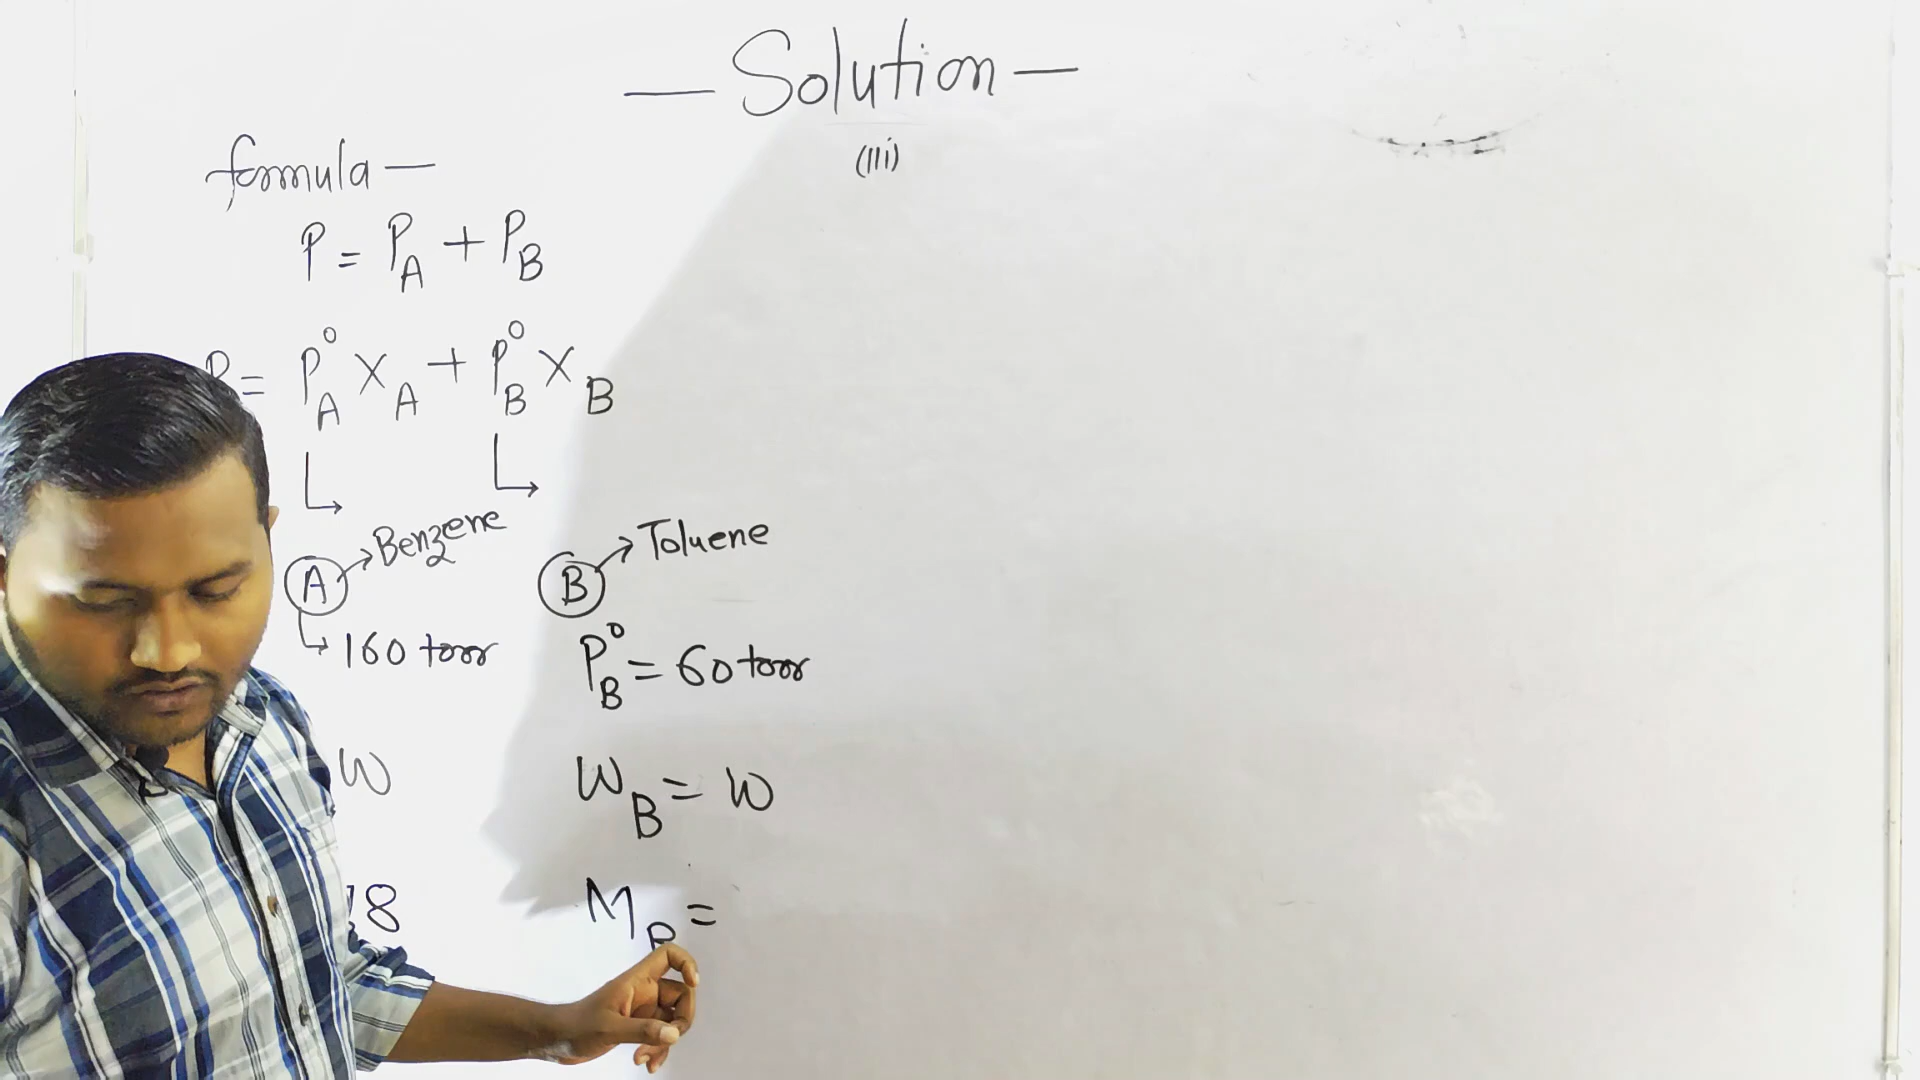 — Solution —
(iii)
formula —
P = P_A + P_B
P = P°_A X_A + P°_B X_B
A → Benzene
B → Toluene
↳ 160 torr
P°_B = 60 torr
W
W_B = W
78
M_B =